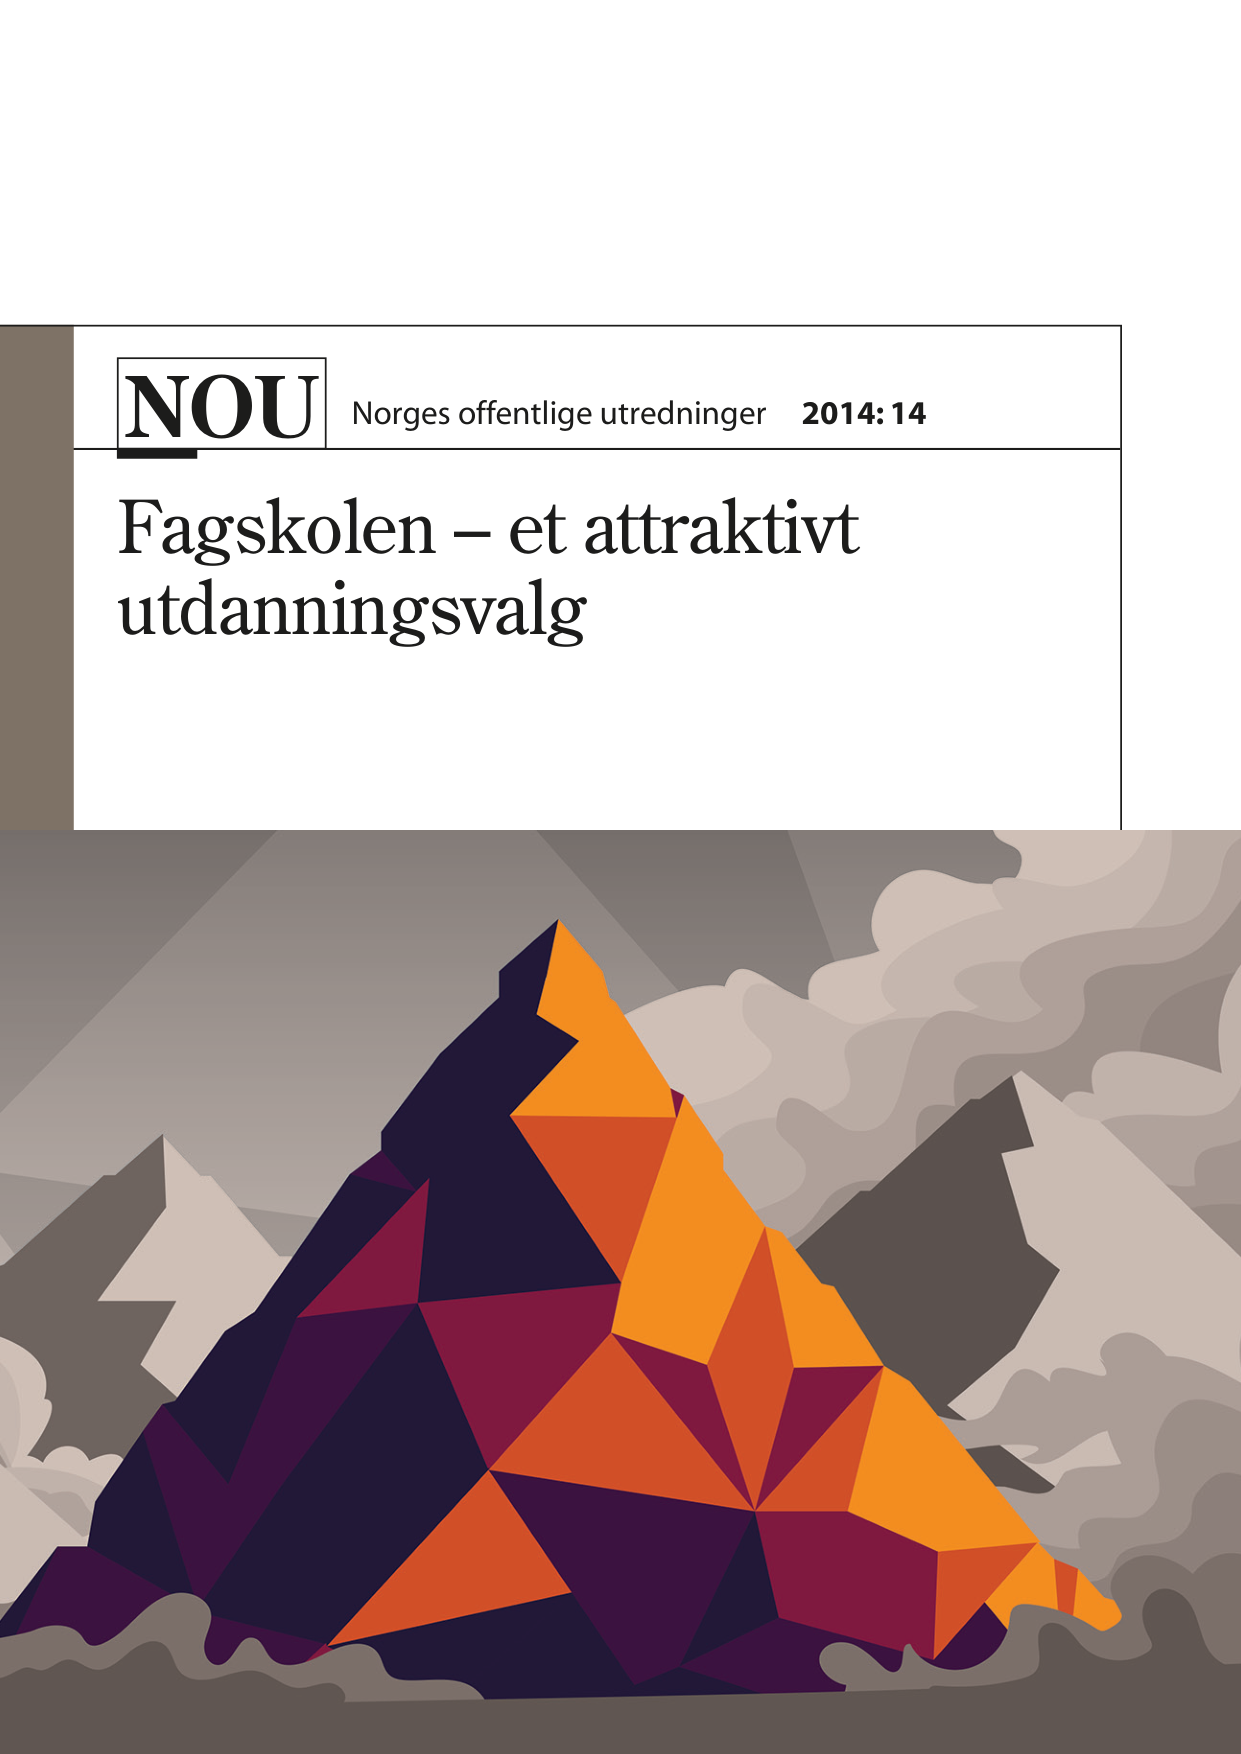 NOU Norges offentlige utredninger 2014: 14
Fagskolen – et attraktivt
utdanningsvalg